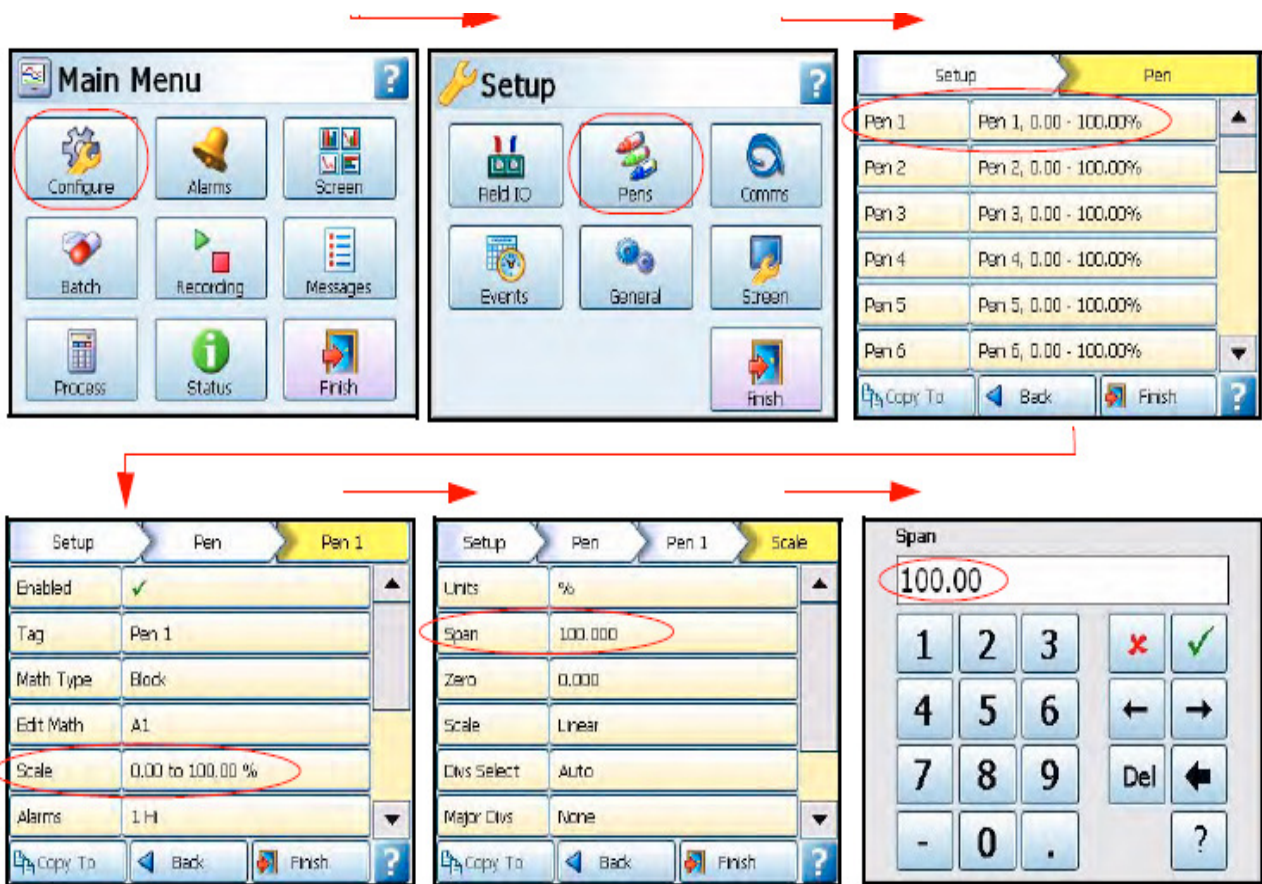 Main Menu ?
Configure Alarms Screen
Batch Recording Messages
Process Status Finish
Setup ?
Field IO Pens Comms
Events General Screen
Finish
Setup Pen
Pen 1 Pen 1, 0.00 - 100.00%
Pen 2 Pen 2, 0.00 - 100.00%
Pen 3 Pen 3, 0.00 - 100.00%
Pen 4 Pen 4, 0.00 - 100.00%
Pen 5 Pen 5, 0.00 - 100.00%
Pen 6 Pen 6, 0.00 - 100.00%
Copy To Back Finish ?
Setup Pen Pen 1
Enabled ✓
Tag Pen 1
Math Type Block
Edit Math A1
Scale 0.00 to 100.00 %
Alarms 1 Hi
Copy To Back Finish ?
Setup Pen Pen 1 Scale
Units %
Span 100.000
Zero 0.000
Scale Linear
Divs Select Auto
Major Divs None
Copy To Back Finish ?
Span
100.00
1 2 3
4 5 6
7 8 9 Del
- 0 . ?